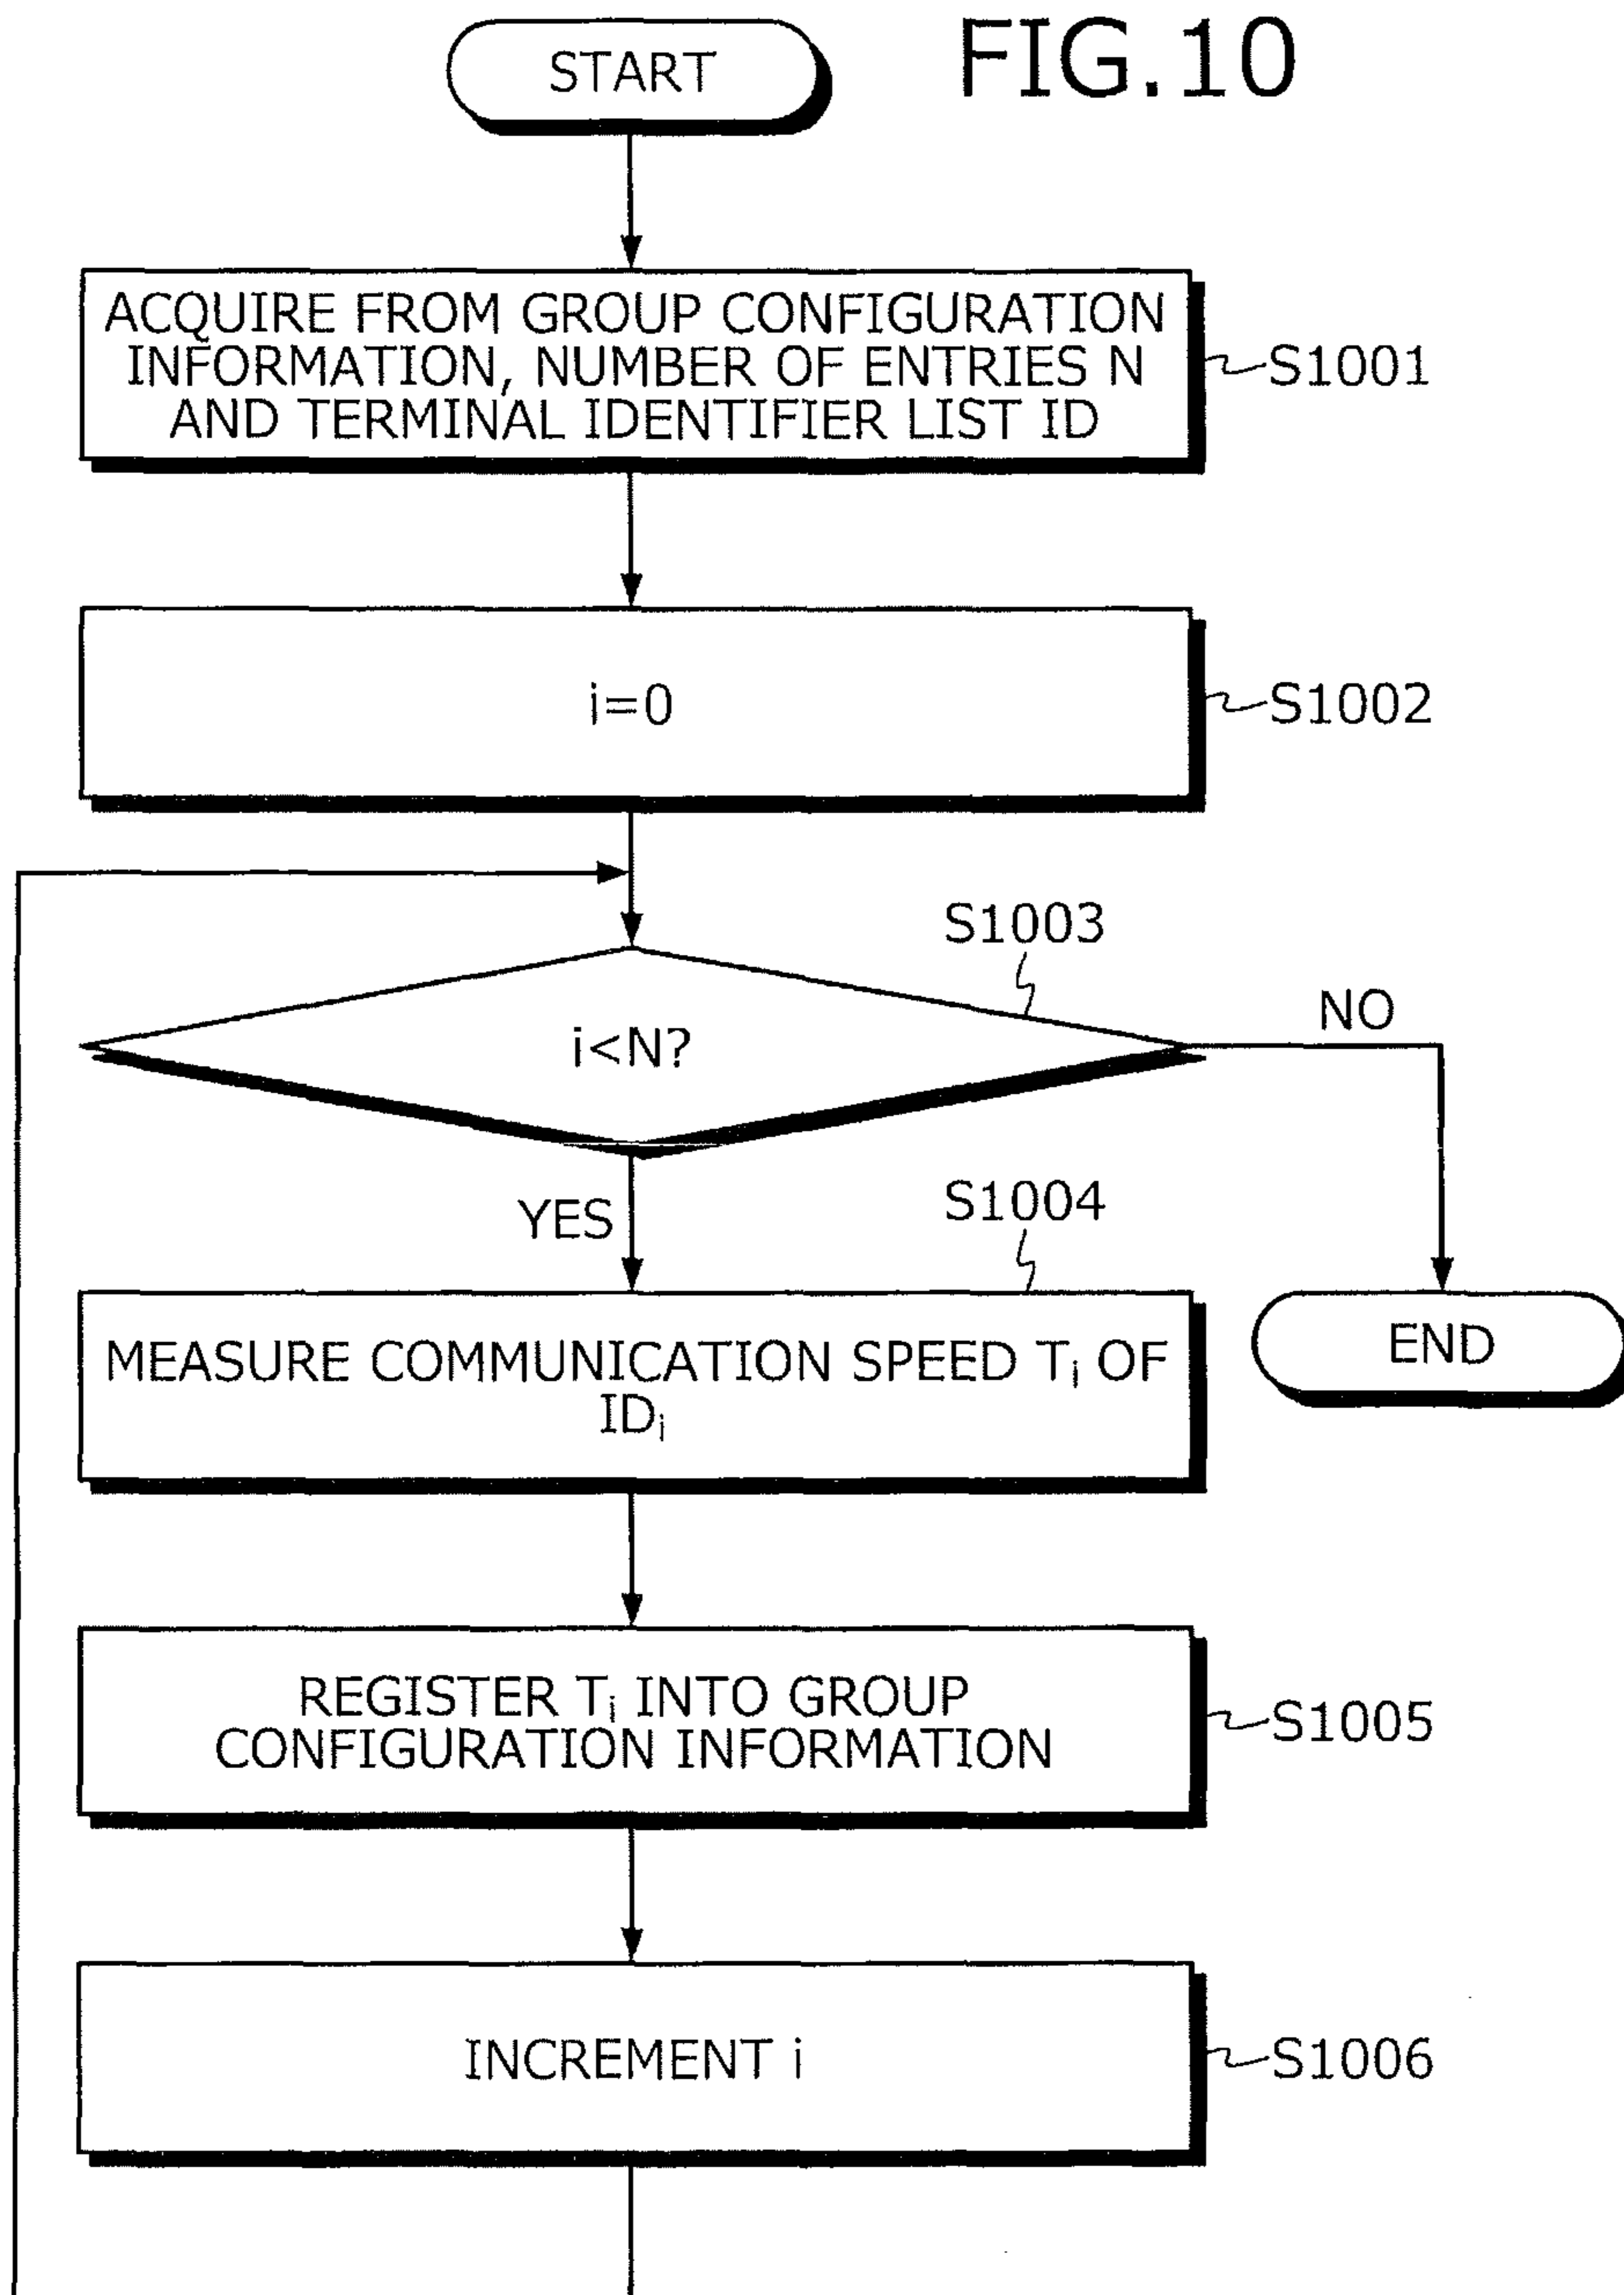 FIG.10
START
ACQUIRE FROM GROUP CONFIGURATION
INFORMATION, NUMBER OF ENTRIES N
AND TERMINAL IDENTIFIER LIST ID
S1001
i=0
S1002
S1003
i<N?
NO
YES
S1004
MEASURE COMMUNICATION SPEED Ti OF
IDi
END
REGISTER Ti INTO GROUP
CONFIGURATION INFORMATION
S1005
INCREMENT i
S1006